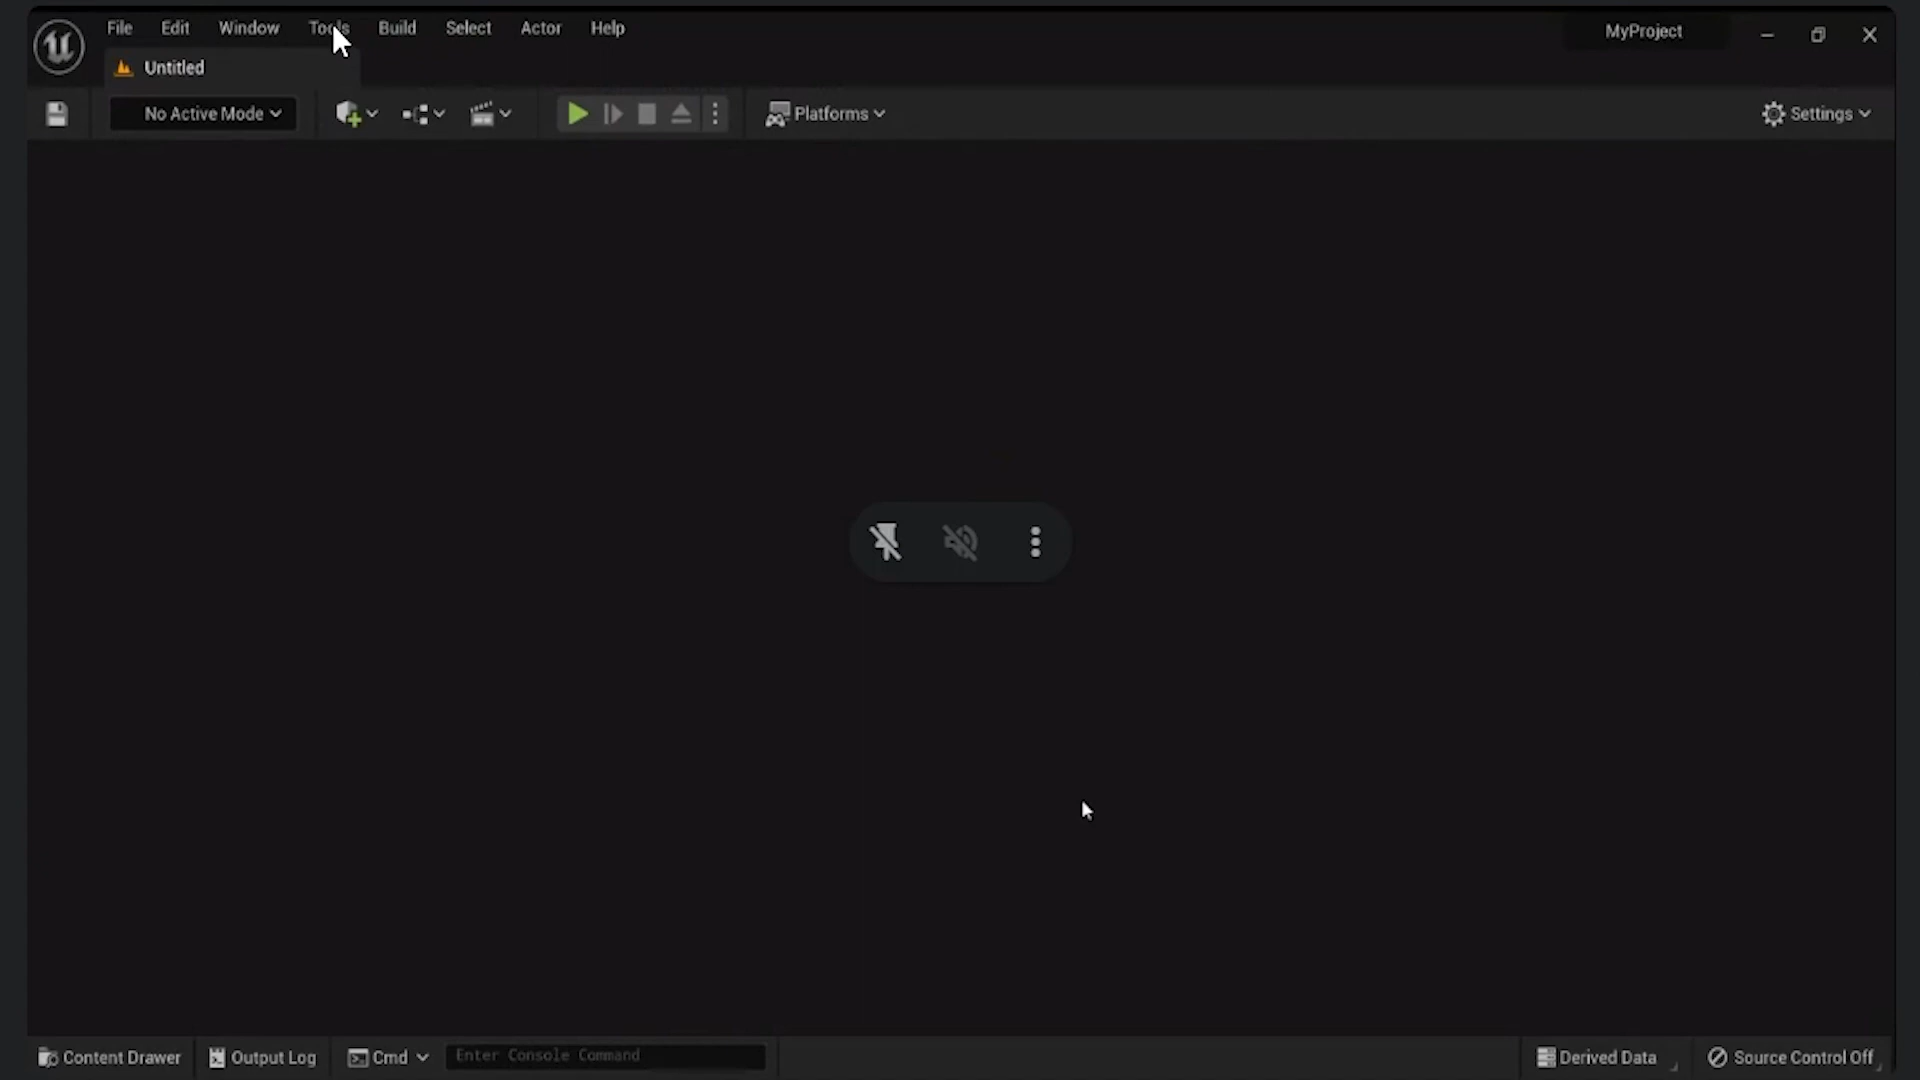 File Edit Window Tools Build Select Actor Help
MyProject
Untitled
No Active Mode
Platforms
Settings
Content Drawer
Output Log
Cmd
Enter Console Command
Derived Data
Source Control Off